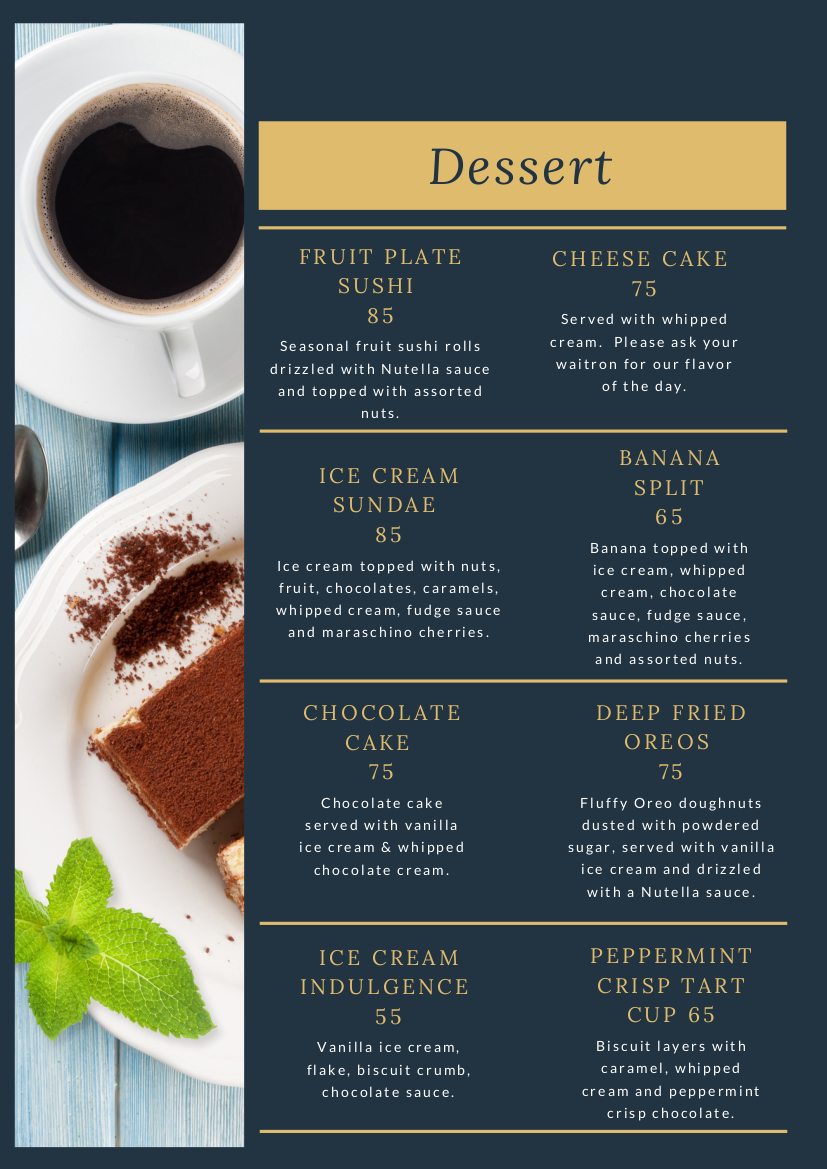 Dessert
FRUIT PLATE
SUSHI
85
Seasonal fruit sushi rolls
drizzled with Nutella sauce
and topped with assorted
nuts.
CHEESE CAKE
75
Served with whipped
cream.  Please ask your
waitron for our flavor
of the day.
ICE CREAM
SUNDAE
85
Ice cream topped with nuts,
fruit, chocolates, caramels,
whipped cream, fudge sauce
and maraschino cherries.
BANANA
SPLIT
65
Banana topped with
ice cream, whipped
cream, chocolate
sauce, fudge sauce,
maraschino cherries
and assorted nuts.
CHOCOLATE
CAKE
75
Chocolate cake
served with vanilla
ice cream & whipped
chocolate cream.
DEEP FRIED
OREOS
75
Fluffy Oreo doughnuts
dusted with powdered
sugar, served with vanilla
ice cream and drizzled
with a Nutella sauce.
ICE CREAM
INDULGENCE
55
Vanilla ice cream,
flake, biscuit crumb,
chocolate sauce.
PEPPERMINT
CRISP TART
CUP 65
Biscuit layers with
caramel, whipped
cream and peppermint
crisp chocolate.